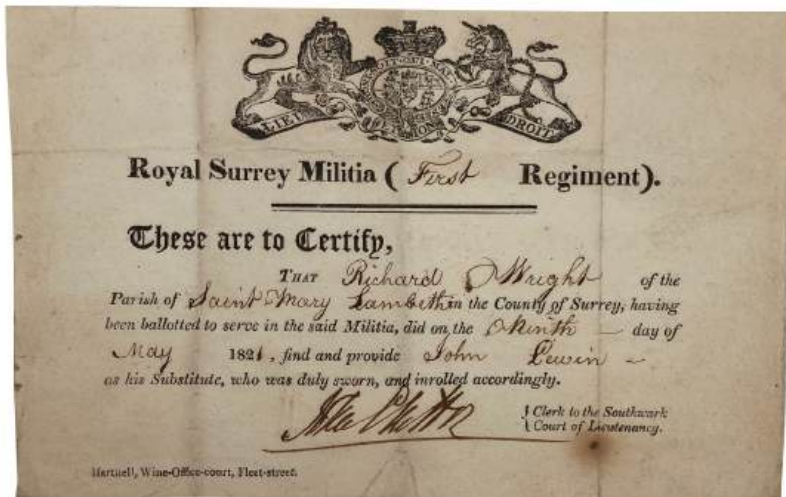 DIEU ET MON DROIT
Royal Surrey Militia ( First Regiment).
These are to Certify,
THAT Richard Wright of the
Parish of Saint Mary Lambeth in the County of Surrey, having
been ballotted to serve in the said Militia, did on the Ninth day of
May 1821, find and provide John Lewin
as his Substitute, who was duly sworn, and inrolled accordingly.
Clerk to the Southwark
Court of Lieutenancy.
Hartnell, Wine-Office-court, Fleet-street.